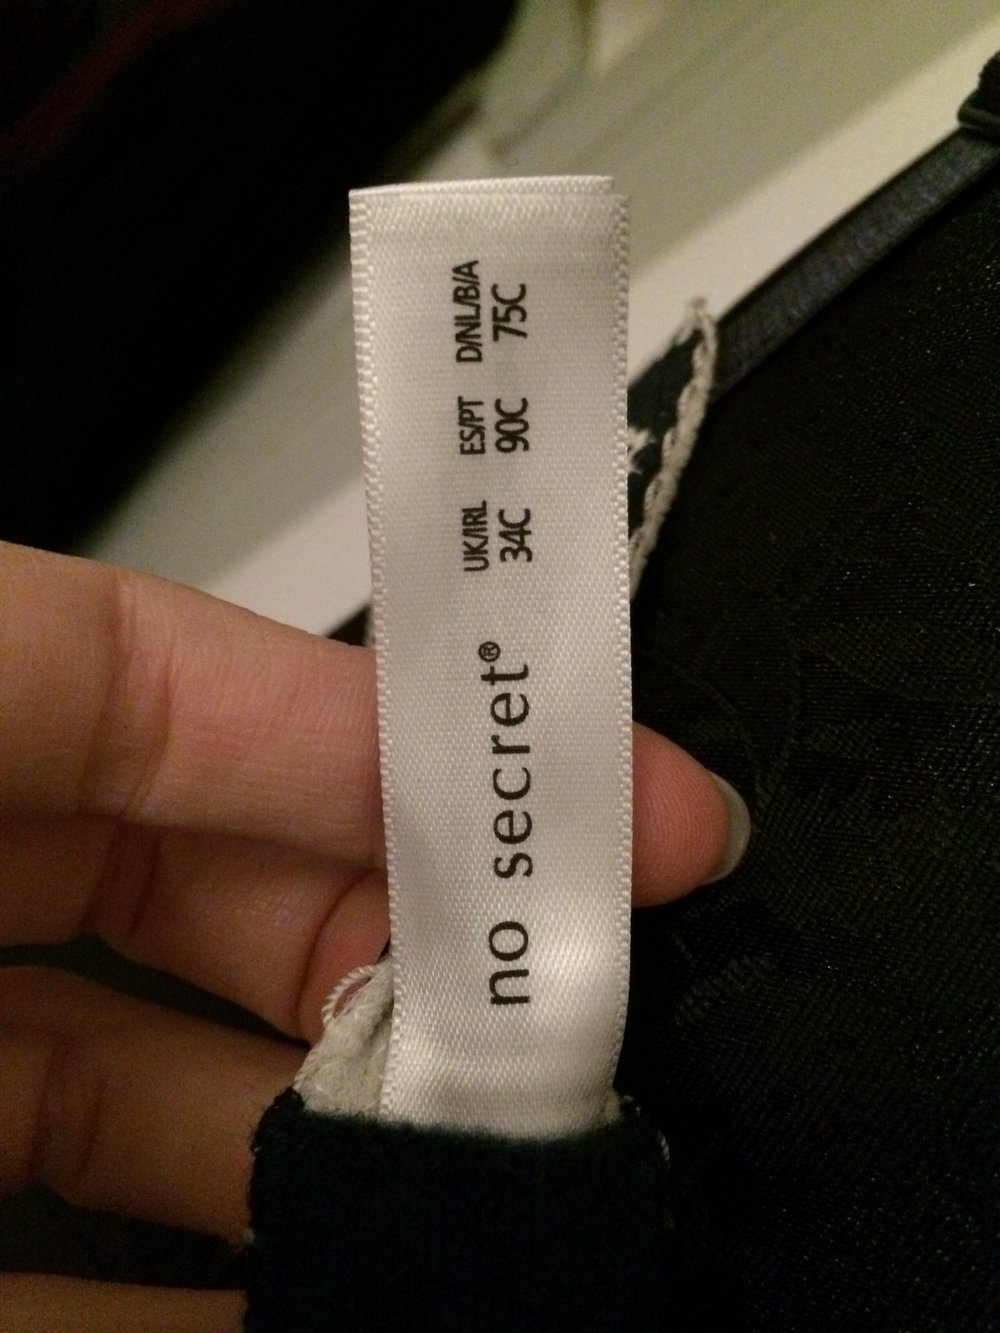 no secret®
UK/IRL ES/PT D/NL/B/A
34C 90C 75C